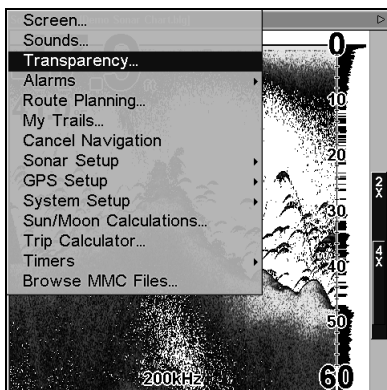 Screen...
Sounds...
Transparency...
Alarms
Route Planning...
My Trails...
Cancel Navigation
Sonar Setup
GPS Setup
System Setup
Sun/Moon Calculations...
Trip Calculator...
Timers
Browse MMC Files...
0
10
20
30
40
50
60
2X
4X
200kHz